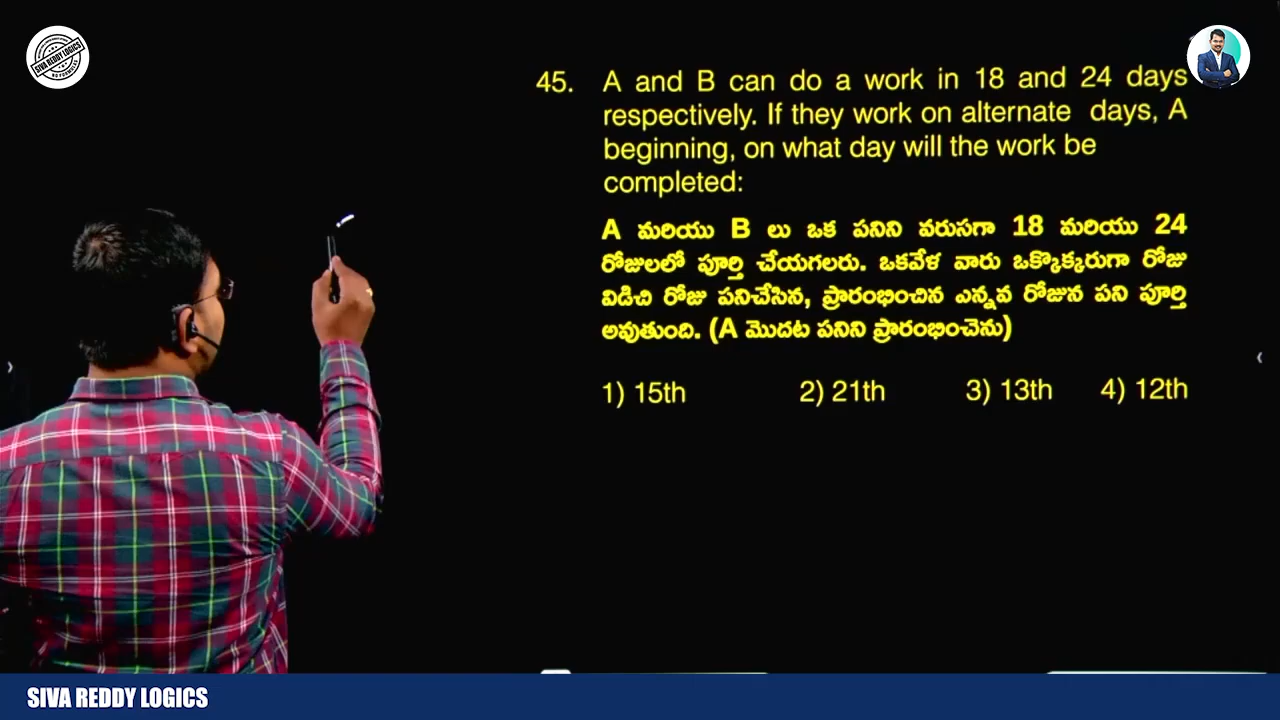 SIVA REDDY LOGICS
45. A and B can do a work in 18 and 24 days
respectively. If they work on alternate days, A
beginning, on what day will the work be
completed:
A మరియు B లు ఒక పనిని వరుసగా 18 మరియు 24
రోజులలో పూర్తి చేయగలరు. ఒకవేళ వారు ఒక్కొక్కరుగా రోజు
విడిచి రోజు పనిచేసిన, ప్రారంభించిన ఎన్నవ రోజున పని పూర్తి
అవుతుంది. (A మొదట పనిని ప్రారంభించెను)
1) 15th 2) 21th 3) 13th 4) 12th
SIVA REDDY LOGICS